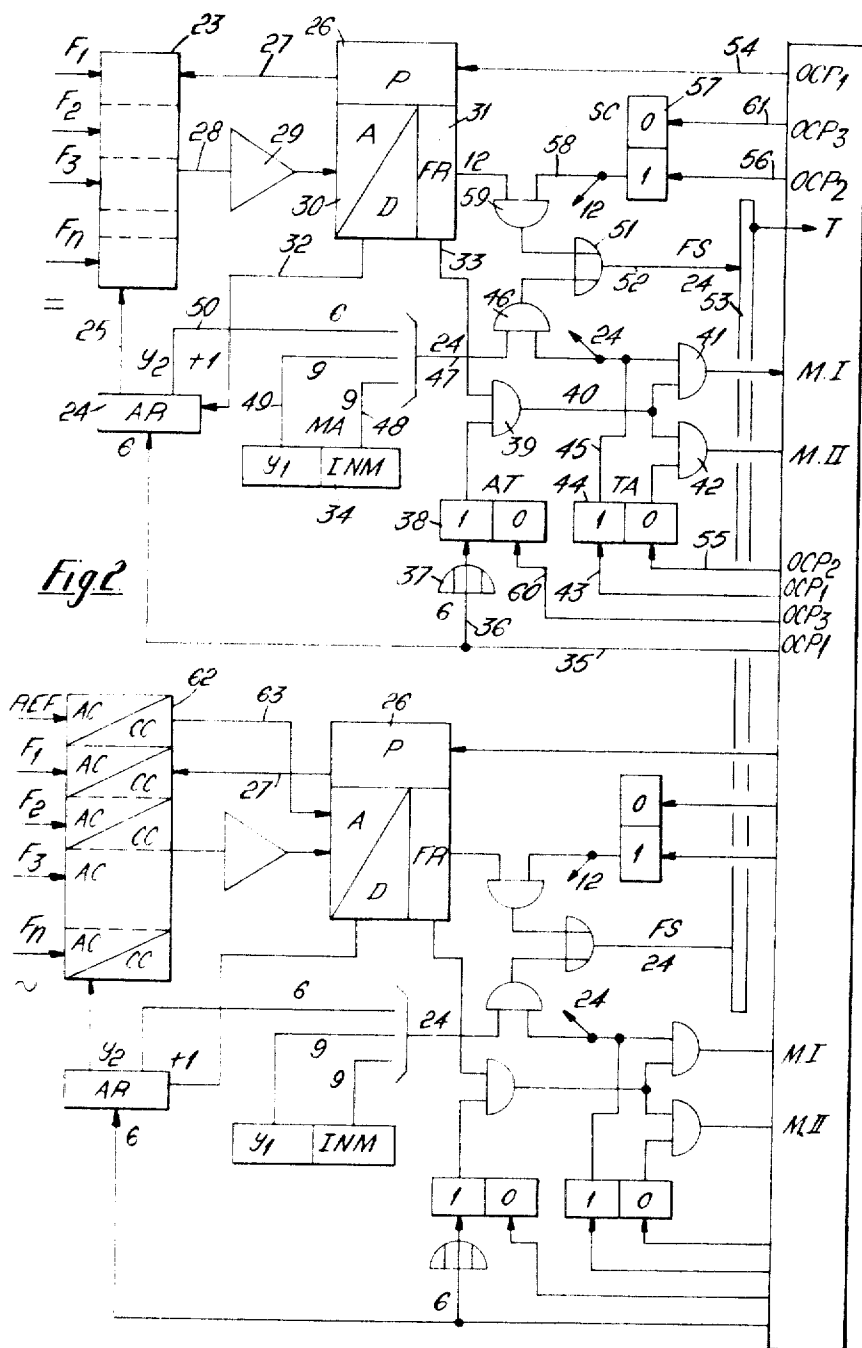 23
26
F1
27
54
P
OCP1
57
F2
31
SC
0
61
A
29
OCP3
28
FR
12
58
F3
1
56
59
OCP2
30
D
12
Fn
51
T
32
33
FS
52
24
46
53
=
50
6
24
41
25
24
y2
+1
47
9
9
40
M.I
24
AR
49
MA
48
39
45
42
6
y1
INM
AT
44
TA
M.II
34
38
1
0
1
0
55
Fig.2
37
OCP2
60
43
OCP1
6
36
OCP3
35
OCP1
62
REF
AC
63
26
CC
P
F1
AC
27
CC
0
F2
AC
A
CC
FR
1
F3
AC
12
D
Fn
AC
FS
CC
24
~
6
24
24
y2
9
+1
M.I
AR
9
6
y1
INM
M.II
1
0
1
0
6